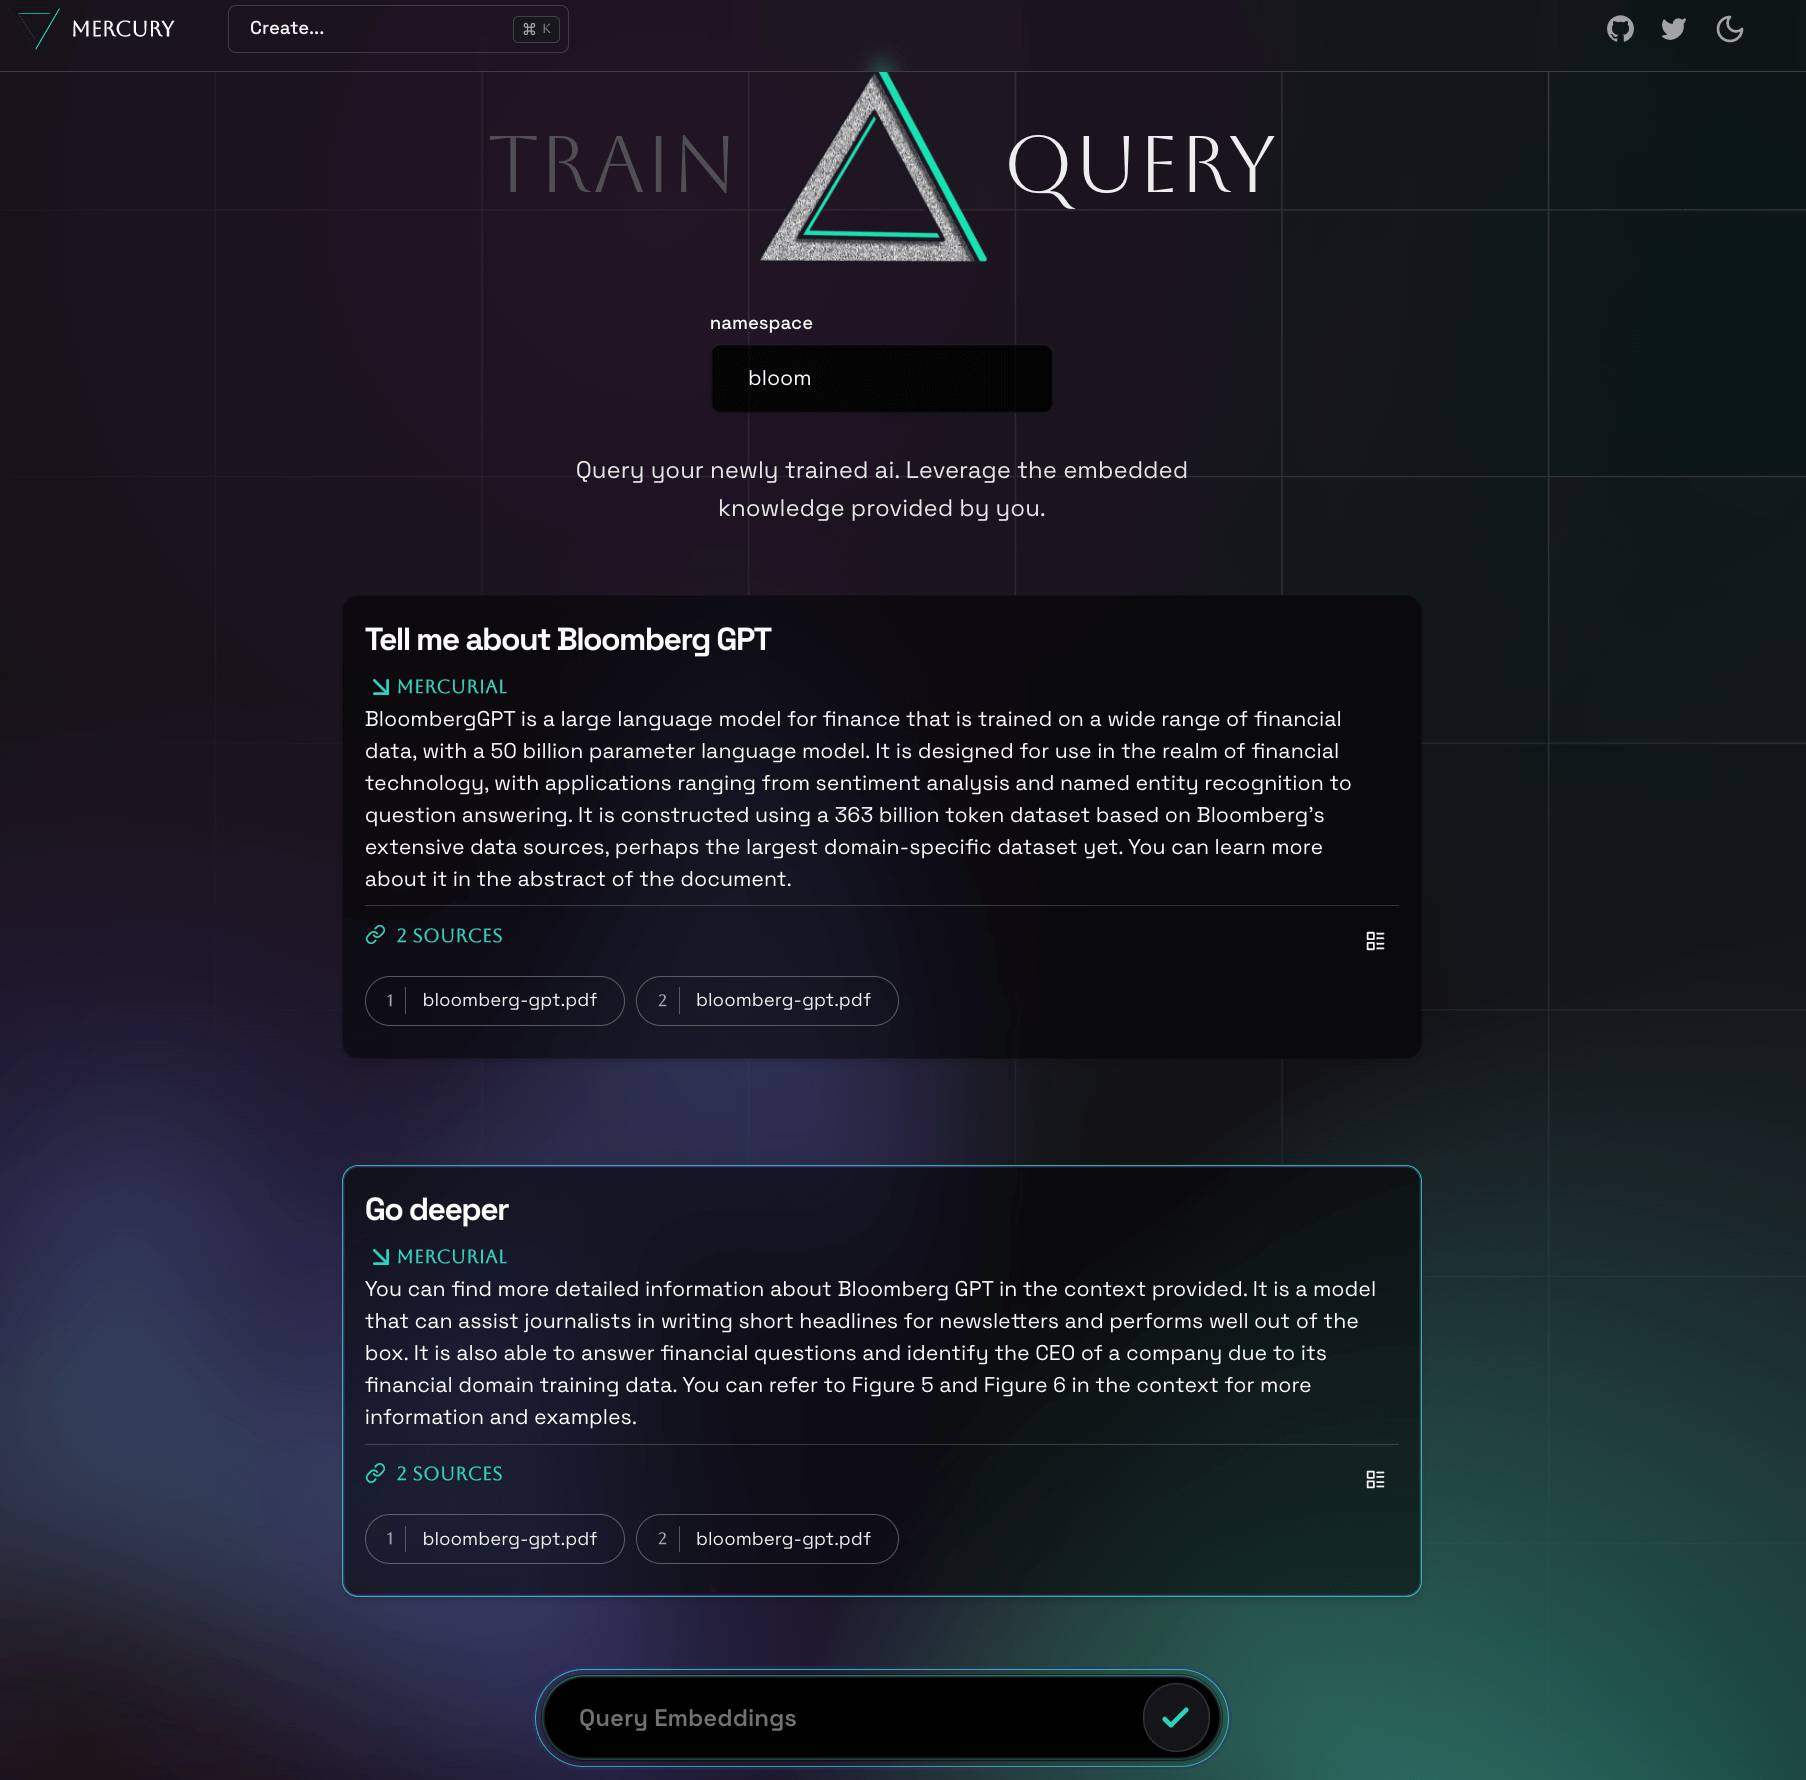 MERCURY
Create...
⌘ K
TRAIN
QUERY
namespace
bloom
Query your newly trained ai. Leverage the embedded
knowledge provided by you.
Tell me about Bloomberg GPT
MERCURIAL
BloombergGPT is a large language model for finance that is trained on a wide range of financial
data, with a 50 billion parameter language model. It is designed for use in the realm of financial
technology, with applications ranging from sentiment analysis and named entity recognition to
question answering. It is constructed using a 363 billion token dataset based on Bloomberg's
extensive data sources, perhaps the largest domain-specific dataset yet. You can learn more
about it in the abstract of the document.
2 SOURCES
1 bloomberg-gpt.pdf 2 bloomberg-gpt.pdf
Go deeper
MERCURIAL
You can find more detailed information about Bloomberg GPT in the context provided. It is a model
that can assist journalists in writing short headlines for newsletters and performs well out of the
box. It is also able to answer financial questions and identify the CEO of a company due to its
financial domain training data. You can refer to Figure 5 and Figure 6 in the context for more
information and examples.
2 SOURCES
1 bloomberg-gpt.pdf 2 bloomberg-gpt.pdf
Query Embeddings